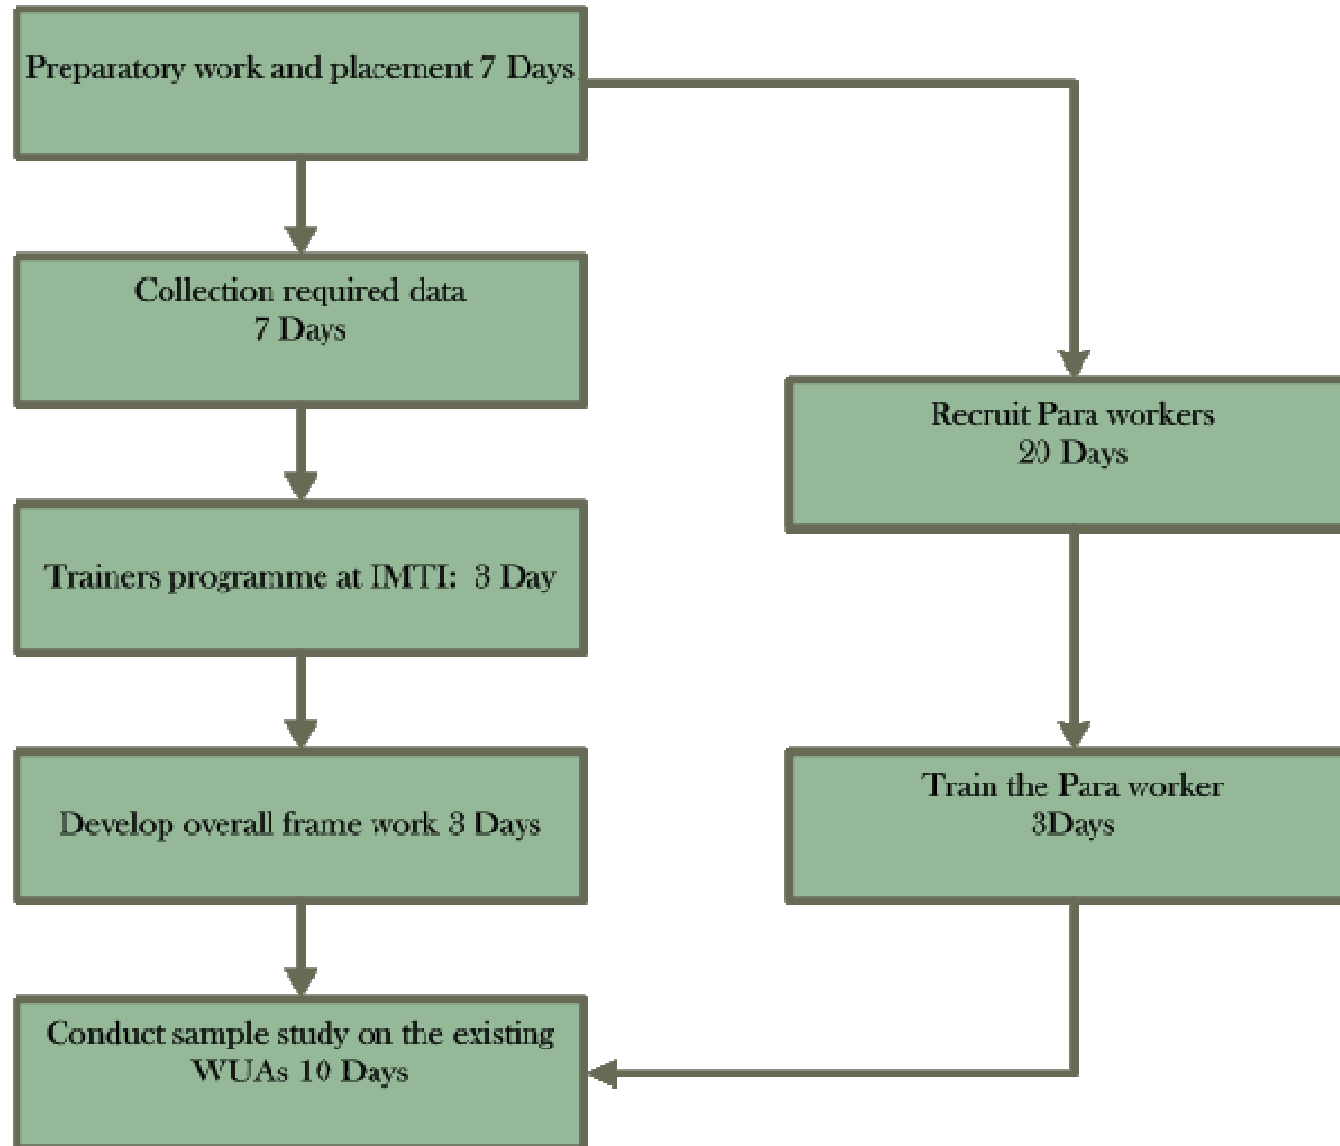 Preparatory work and placement 7 Days
Collection required data
7 Days
Trainers programme at IMTI: 3 Day
Develop overall frame work 3 Days
Conduct sample study on the existing
WUAs 10 Days
Recruit Para workers
20 Days
Train the Para worker
3Days